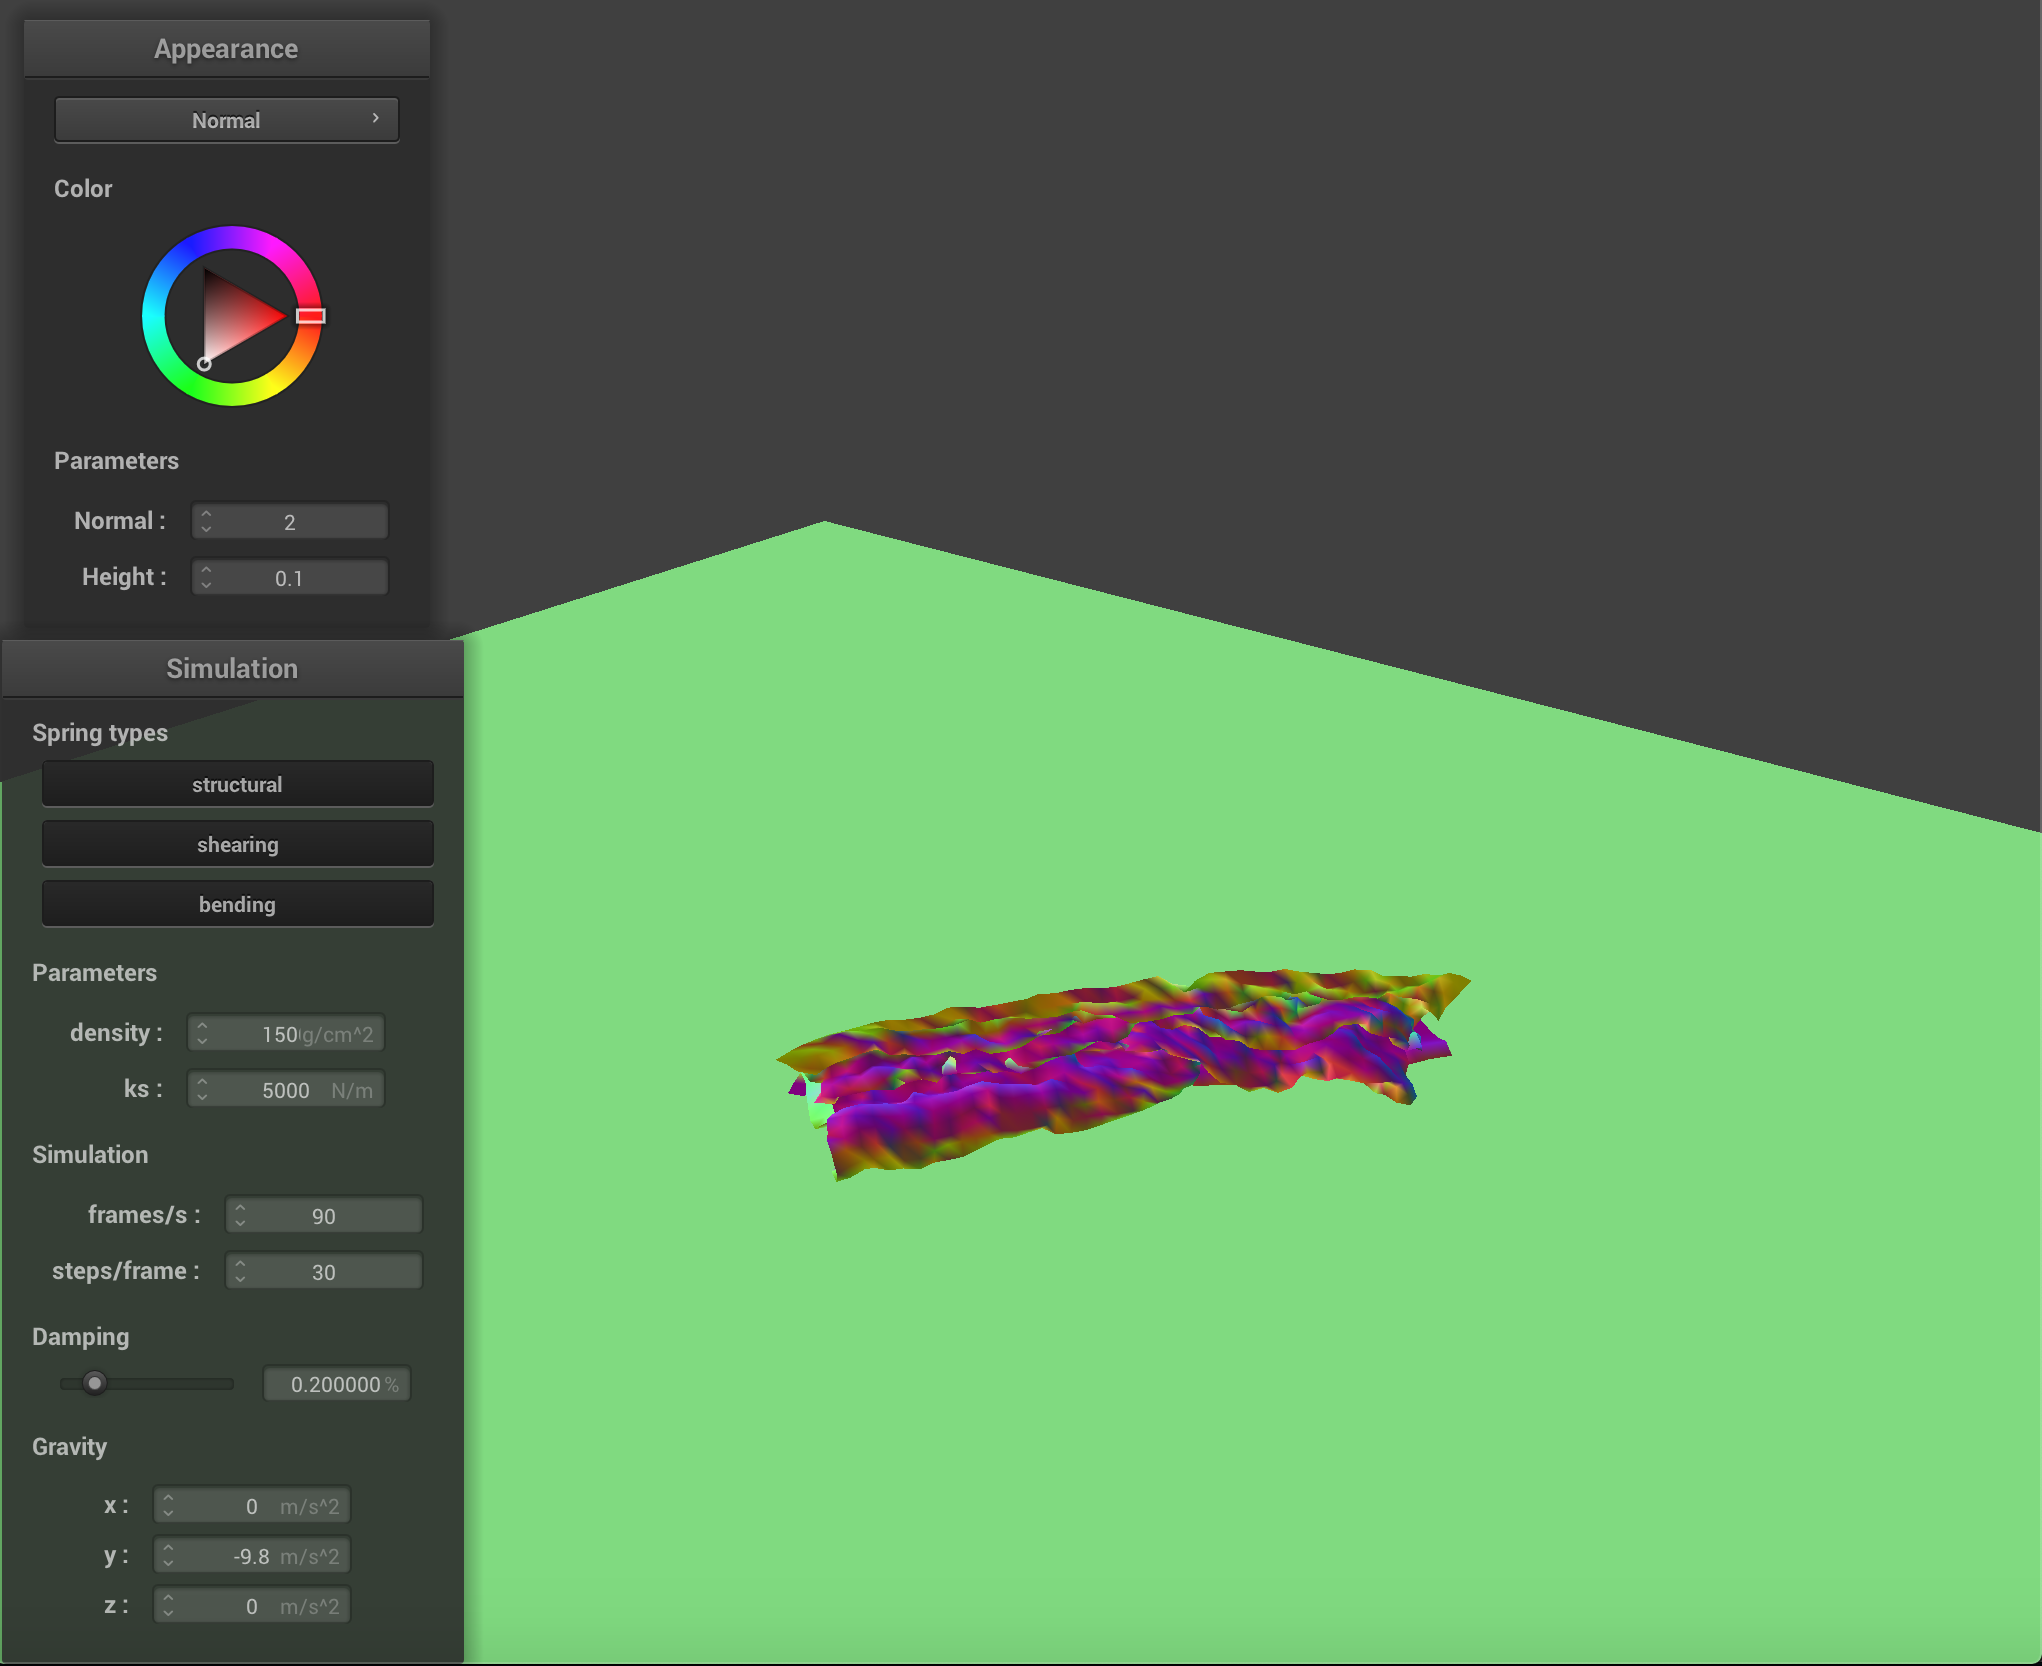 Appearance
Normal
Color
Parameters
Normal : 2
Height : 0.1
Simulation
Spring types
structural
shearing
bending
Parameters
density : 150 g/cm^2
ks : 5000 N/m
Simulation
frames/s : 90
steps/frame : 30
Damping
0.200000 %
Gravity
x : 0 m/s^2
y : -9.8 m/s^2
z : 0 m/s^2